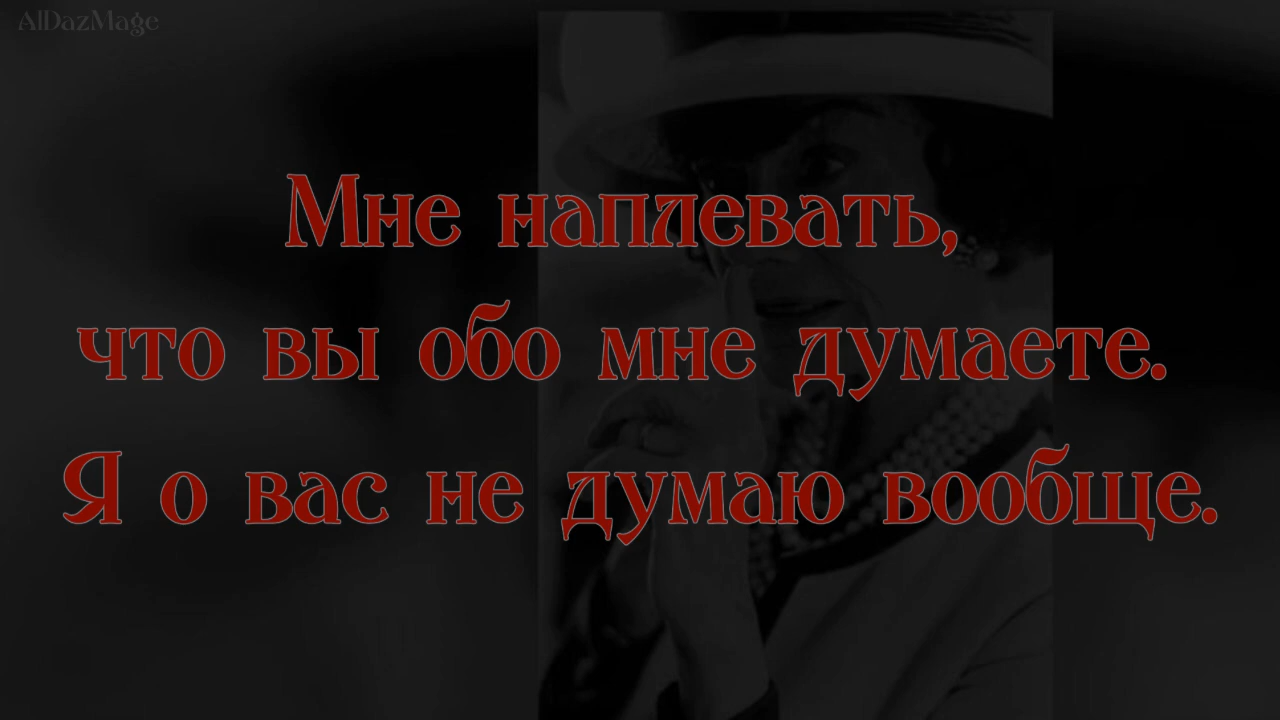 AlDazMage
Мне наплевать,
что вы обо мне думаете.
Я о вас не думаю вообще.